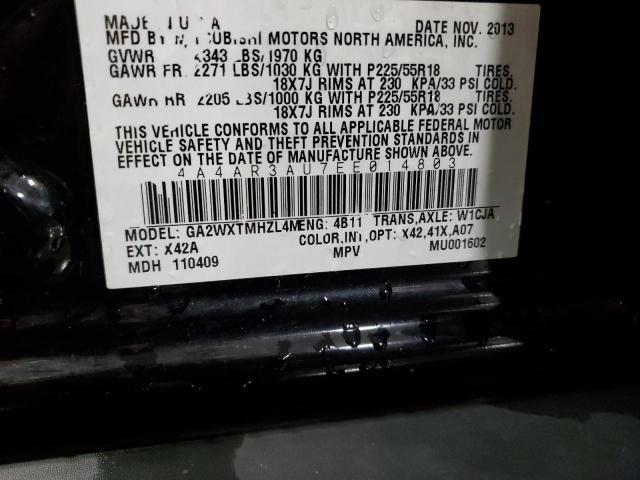 DATE NOV. 2013
MOTORS NORTH AMERICA, INC.
GVWR 4343 LBS/1970 KG
GAWR FR. 2271 LBS/1030 KG WITH P225/55R18 TIRES,
18X7J RIMS AT 230 KPA/33 PSI COLD.
GAWR RR 2205 LBS/1000 KG WITH P225/55R18 TIRES,
18X7J RIMS AT 230 KPA/33 PSI COLD.
THIS VEHICLE CONFORMS TO ALL APPLICABLE FEDERAL MOTOR
VEHICLE SAFETY AND THEFT PREVENTION STANDARDS IN
EFFECT ON THE DATE OF MANUFACTURE SHOWN ABOVE.
4A4AR3AU7EE014803
MODEL: GA2WXTMHZL4M ENG: 4B11 TRANS,AXLE: W1CJA
EXT: X42A COLOR,INT,OPT: X42,41X,A07
MDH 110409 MPV MU001602